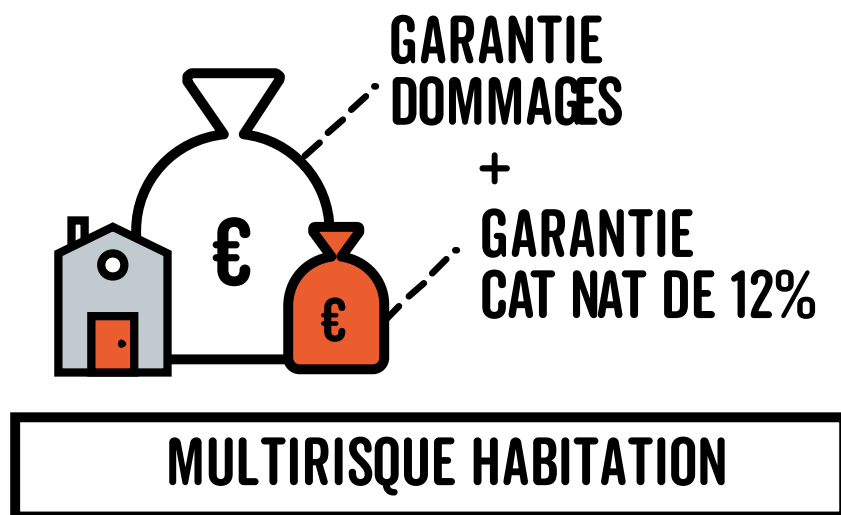 GARANTIE
DOMMAGES
+
GARANTIE
CAT NAT DE 12%
€
€
MULTIRISQUE HABITATION